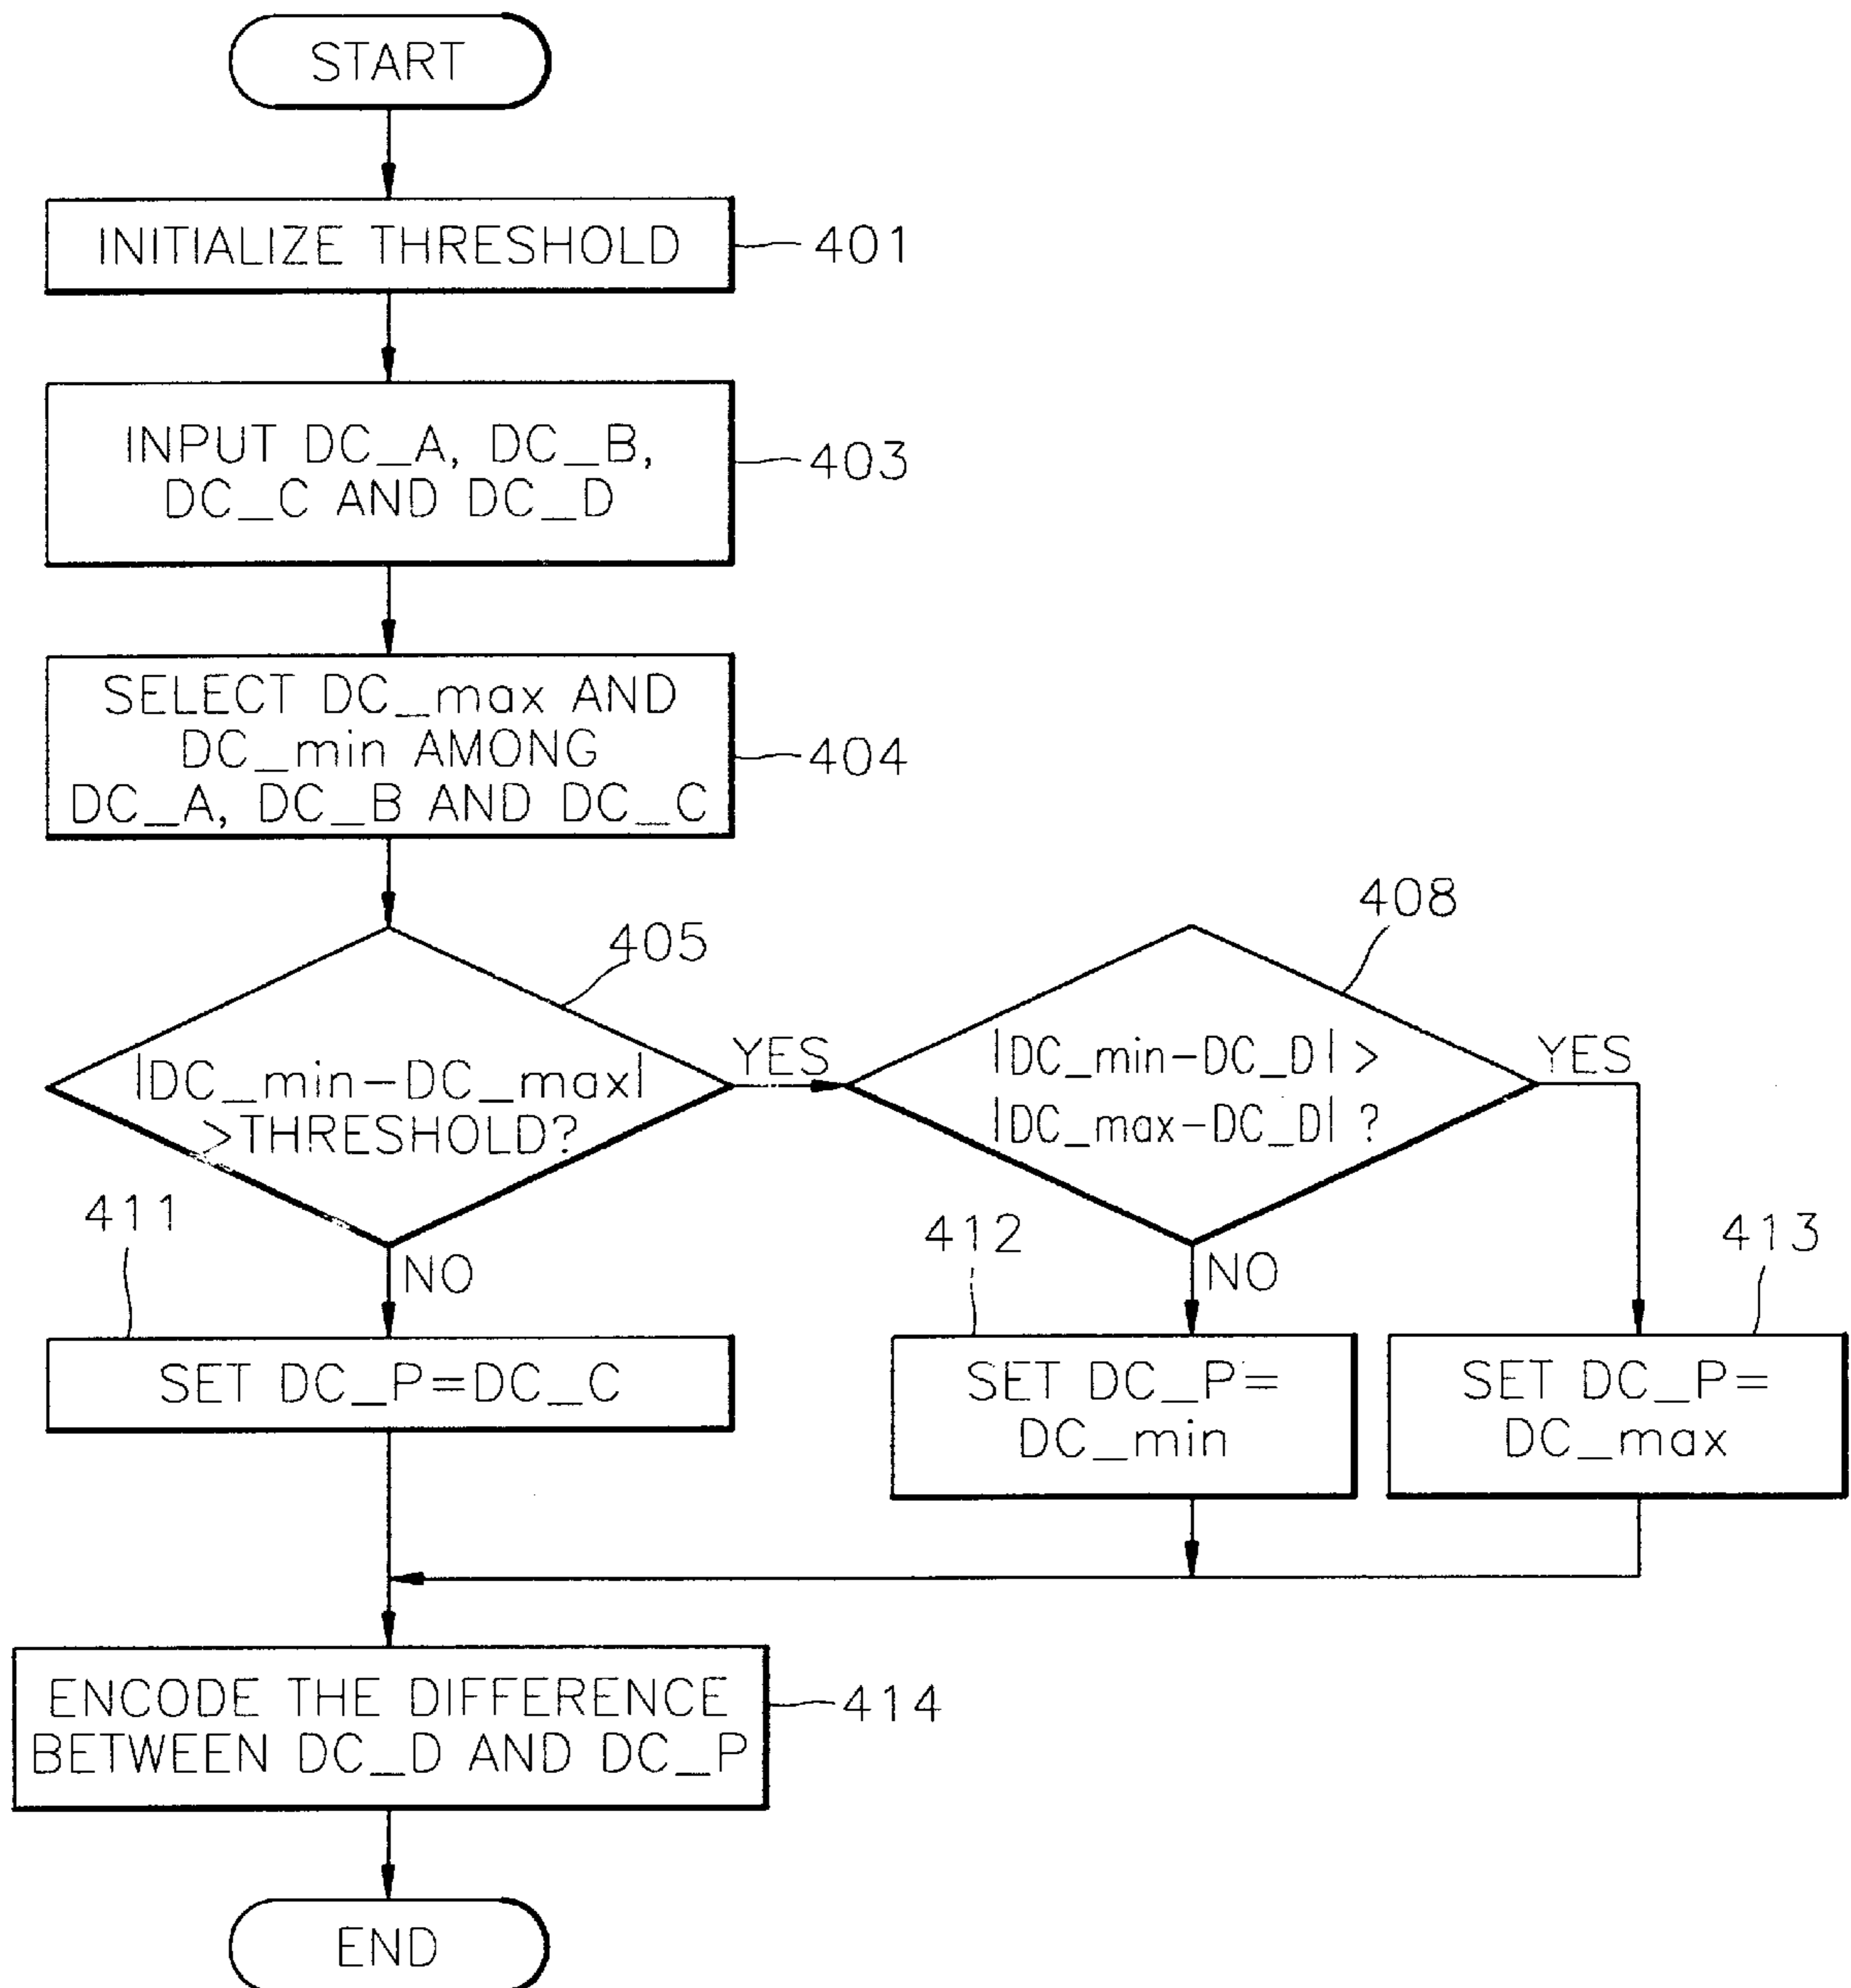 START
INITIALIZE THRESHOLD
401
INPUT DC_A, DC_B,
DC_C AND DC_D
403
SELECT DC_max AND
DC_min AMONG
DC_A, DC_B AND DC_C
404
405
|DC_min-DC_max|
>THRESHOLD?
YES
NO
408
|DC_min-DC_D| >
|DC_max-DC_D| ?
YES
NO
411
SET DC_P=DC_C
412
SET DC_P=
DC_min
413
SET DC_P=
DC_max
ENCODE THE DIFFERENCE
BETWEEN DC_D AND DC_P
414
END